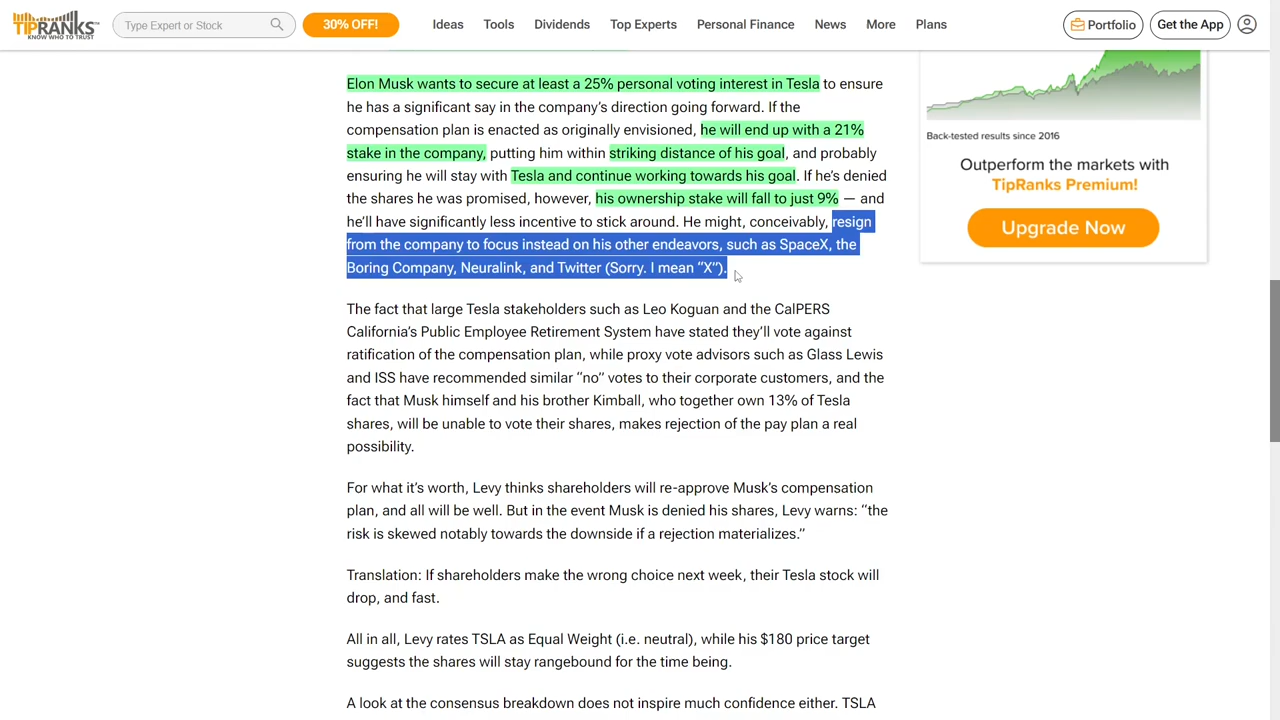 TIPRANKS
KNOW WHO TO TRUST
Type Expert or Stock
30% OFF!
Ideas
Tools
Dividends
Top Experts
Personal Finance
News
More
Plans
Portfolio
Get the App
Elon Musk wants to secure at least a 25% personal voting interest in Tesla to ensure
he has a significant say in the company’s direction going forward. If the
compensation plan is enacted as originally envisioned, he will end up with a 21%
stake in the company, putting him within striking distance of his goal, and probably
ensuring he will stay with Tesla and continue working towards his goal. If he’s denied
the shares he was promised, however, his ownership stake will fall to just 9% — and
he’ll have significantly less incentive to stick around. He might, conceivably, resign
from the company to focus instead on his other endeavors, such as SpaceX, the
Boring Company, Neuralink, and Twitter (Sorry. I mean “X”).
The fact that large Tesla stakeholders such as Leo Koguan and the CalPERS
California’s Public Employee Retirement System have stated they’ll vote against
ratification of the compensation plan, while proxy vote advisors such as Glass Lewis
and ISS have recommended similar “no” votes to their corporate customers, and the
fact that Musk himself and his brother Kimball, who together own 13% of Tesla
shares, will be unable to vote their shares, makes rejection of the pay plan a real
possibility.
For what it’s worth, Levy thinks shareholders will re-approve Musk’s compensation
plan, and all will be well. But in the event Musk is denied his shares, Levy warns: “the
risk is skewed notably towards the downside if a rejection materializes.”
Translation: If shareholders make the wrong choice next week, their Tesla stock will
drop, and fast.
All in all, Levy rates TSLA as Equal Weight (i.e. neutral), while his $180 price target
suggests the shares will stay rangebound for the time being.
A look at the consensus breakdown does not inspire much confidence either. TSLA
Back-tested results since 2016
Outperform the markets with
TipRanks Premium!
Upgrade Now